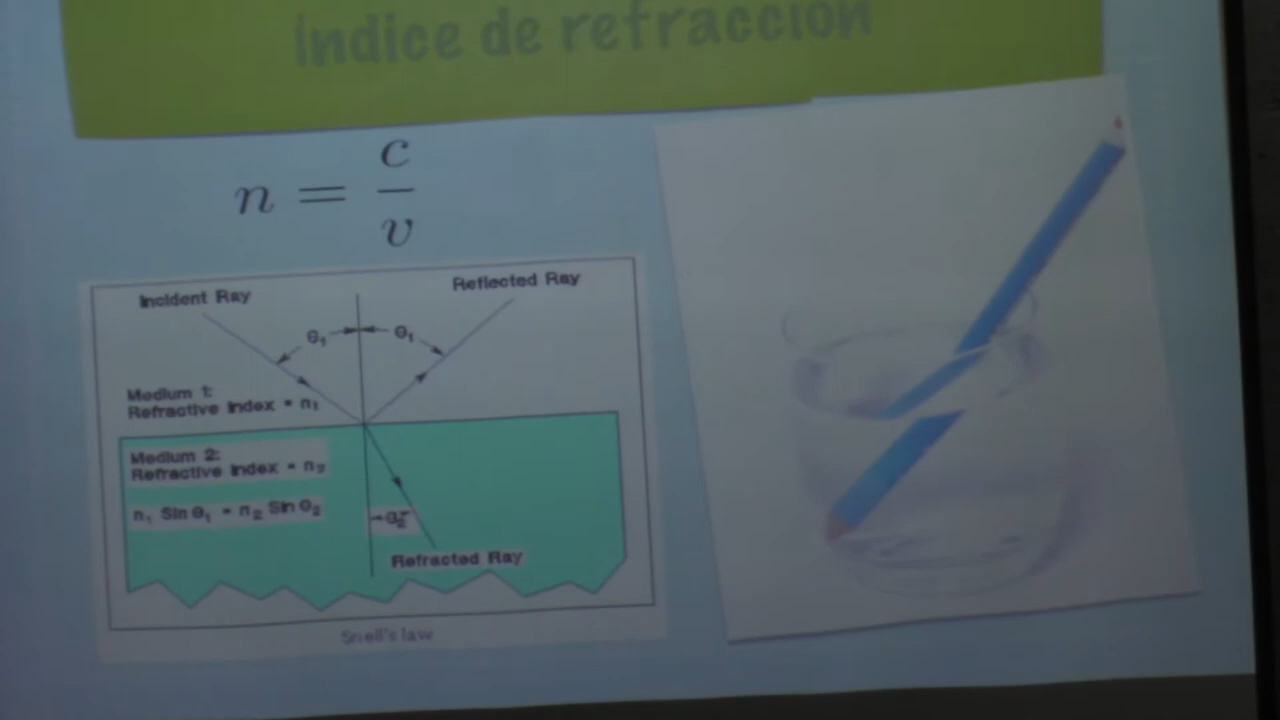 Índice de refracción
n = c/v
Incident Ray
Reflected Ray
θ₁
θ₁
Medium 1:
Refractive Index = n₁
Medium 2:
Refractive Index = n₂
n₁ Sin θ₁ = n₂ Sin θ₂
θ₂
Refracted Ray
Snell's law